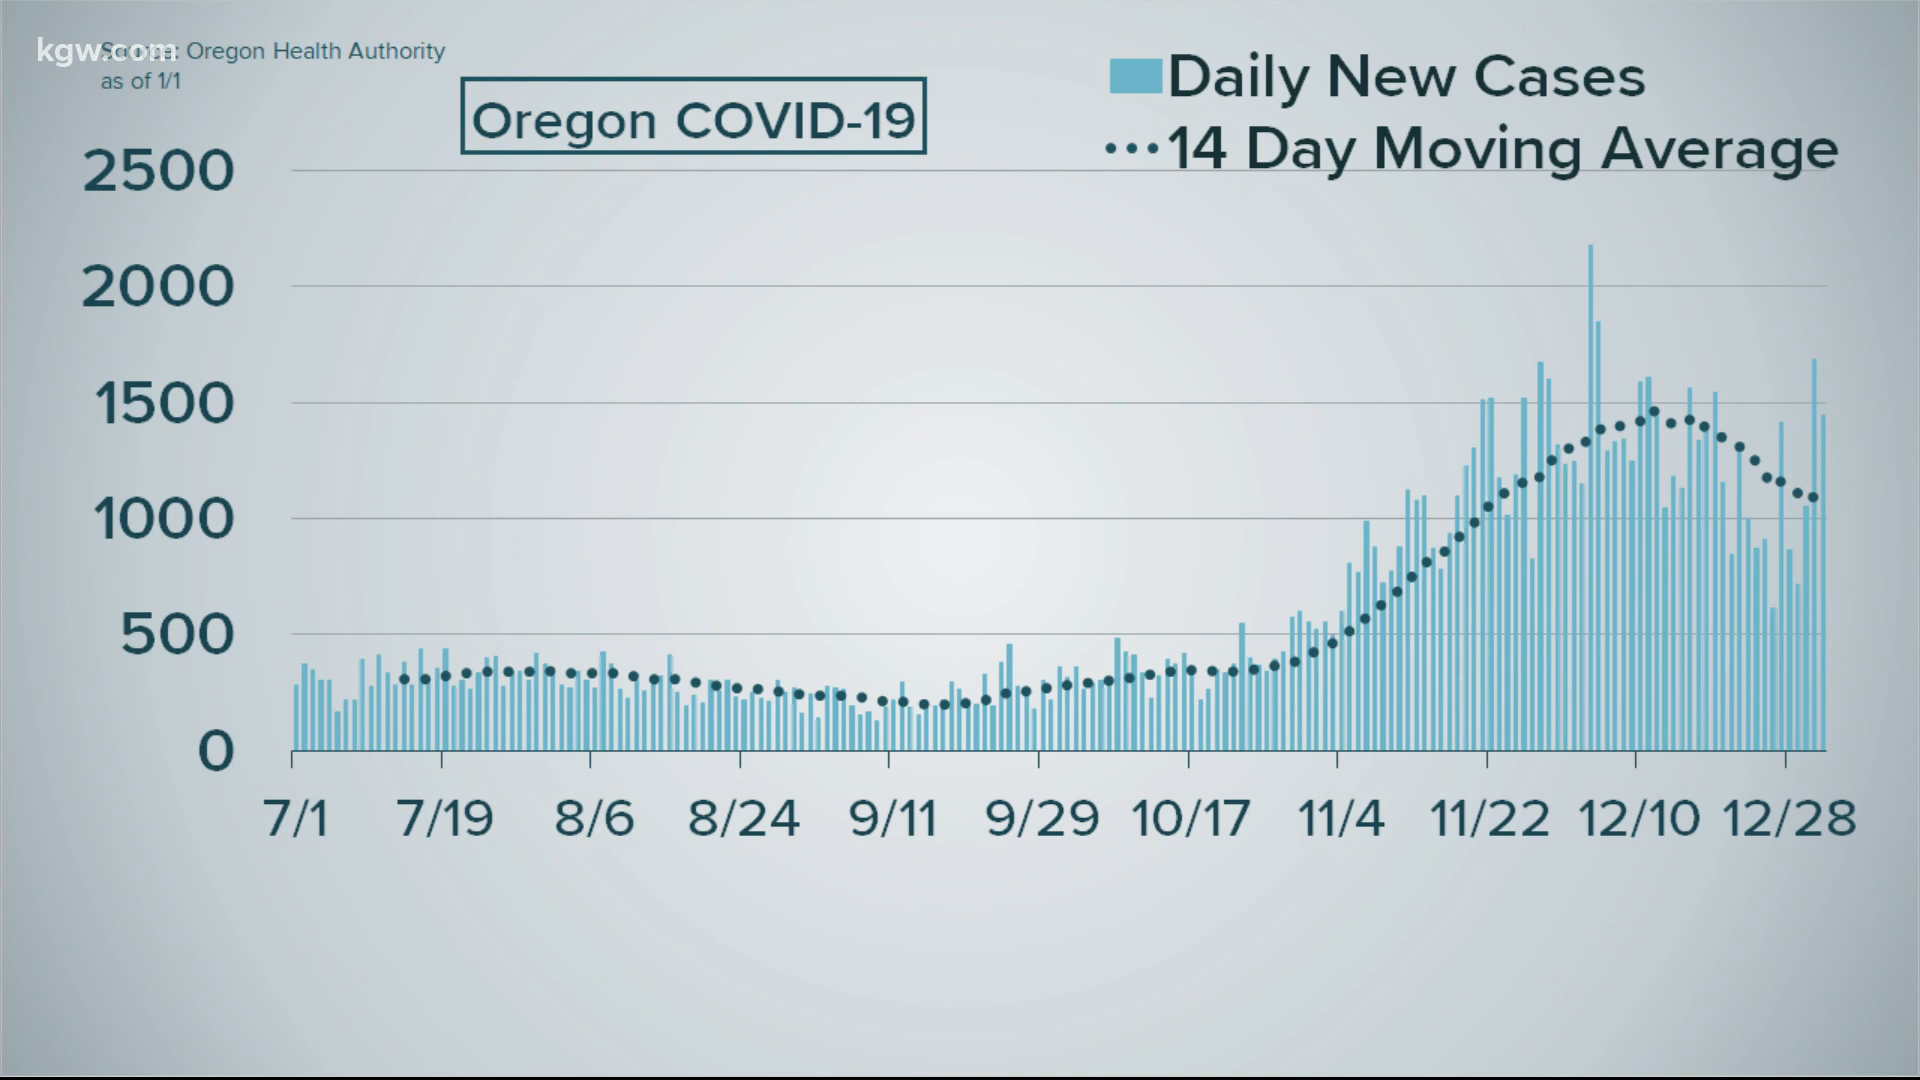 kgw.com
Source: Oregon Health Authority
as of 1/1
Oregon COVID-19
Daily New Cases
14 Day Moving Average
2500
2000
1500
1000
500
0
7/1 7/19 8/6 8/24 9/11 9/29 10/17 11/4 11/22 12/10 12/28